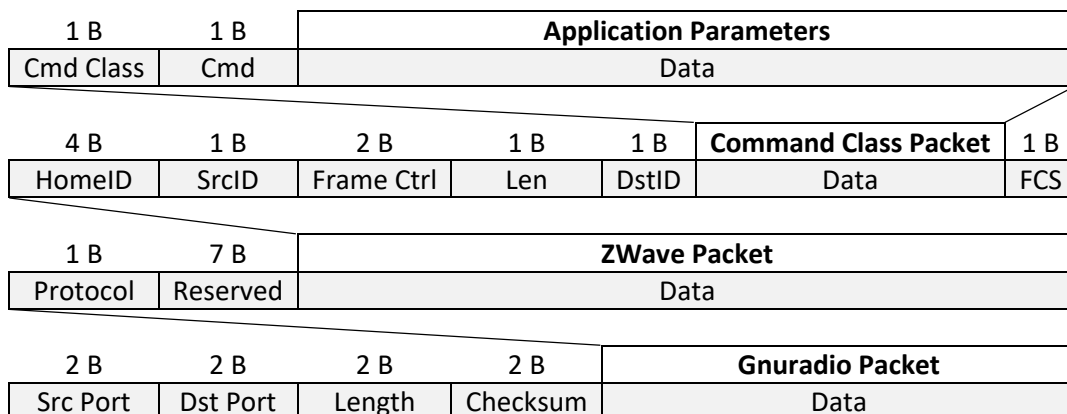 1 B 1 B Application Parameters
Cmd Class Cmd Data
4 B 1 B 2 B 1 B 1 B Command Class Packet 1 B
HomeID SrcID Frame Ctrl Len DstID Data FCS
1 B 7 B ZWave Packet
Protocol Reserved Data
2 B 2 B 2 B 2 B Gnuradio Packet
Src Port Dst Port Length Checksum Data